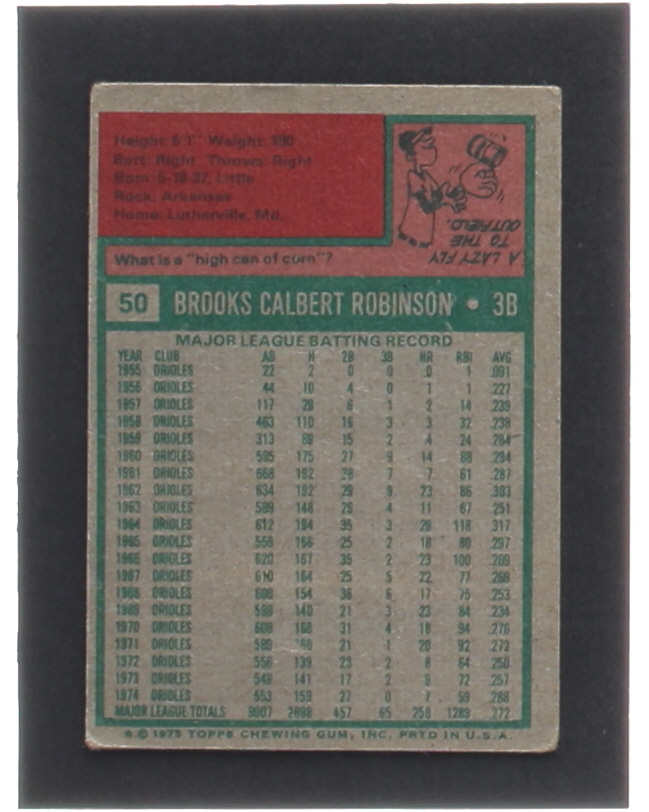 Height: 6'1" Weight: 190
Bats: Right Throws: Right
Born: 5-18-37, Little
Rock, Arkansas
Home: Lutherville, Md.
What is a "high can of corn"?
A LAZY FLY
TO THE
OUTFIELD.
50 BROOKS CALBERT ROBINSON • 3B
MAJOR LEAGUE BATTING RECORD
YEAR CLUB AB H 2B 3B HR RBI AVG
1955 ORIOLES 22 2 0 0 0 1 .091
1956 ORIOLES 44 10 4 0 1 1 .227
1957 ORIOLES 117 28 6 1 2 14 .239
1958 ORIOLES 463 110 16 3 3 32 .238
1959 ORIOLES 313 89 15 2 4 24 .284
1960 ORIOLES 595 175 27 9 14 88 .294
1961 ORIOLES 668 192 38 7 7 61 .287
1962 ORIOLES 634 192 29 9 23 86 .303
1963 ORIOLES 589 148 26 4 11 67 .251
1964 ORIOLES 612 194 35 3 28 118 .317
1965 ORIOLES 559 166 25 2 18 80 .297
1966 ORIOLES 620 167 35 2 23 100 .269
1967 ORIOLES 610 164 25 5 22 77 .269
1968 ORIOLES 608 154 36 6 17 75 .253
1969 ORIOLES 598 140 21 3 23 84 .234
1970 ORIOLES 608 168 31 4 18 94 .276
1971 ORIOLES 589 160 21 1 20 92 .272
1972 ORIOLES 556 139 23 2 8 64 .250
1973 ORIOLES 549 141 17 2 9 72 .257
1974 ORIOLES 553 159 27 0 7 59 .288
MAJOR LEAGUE TOTALS 9907 2698 457 65 258 1289 .272
© 1975 TOPPS CHEWING GUM, INC. PRTD IN U.S.A.